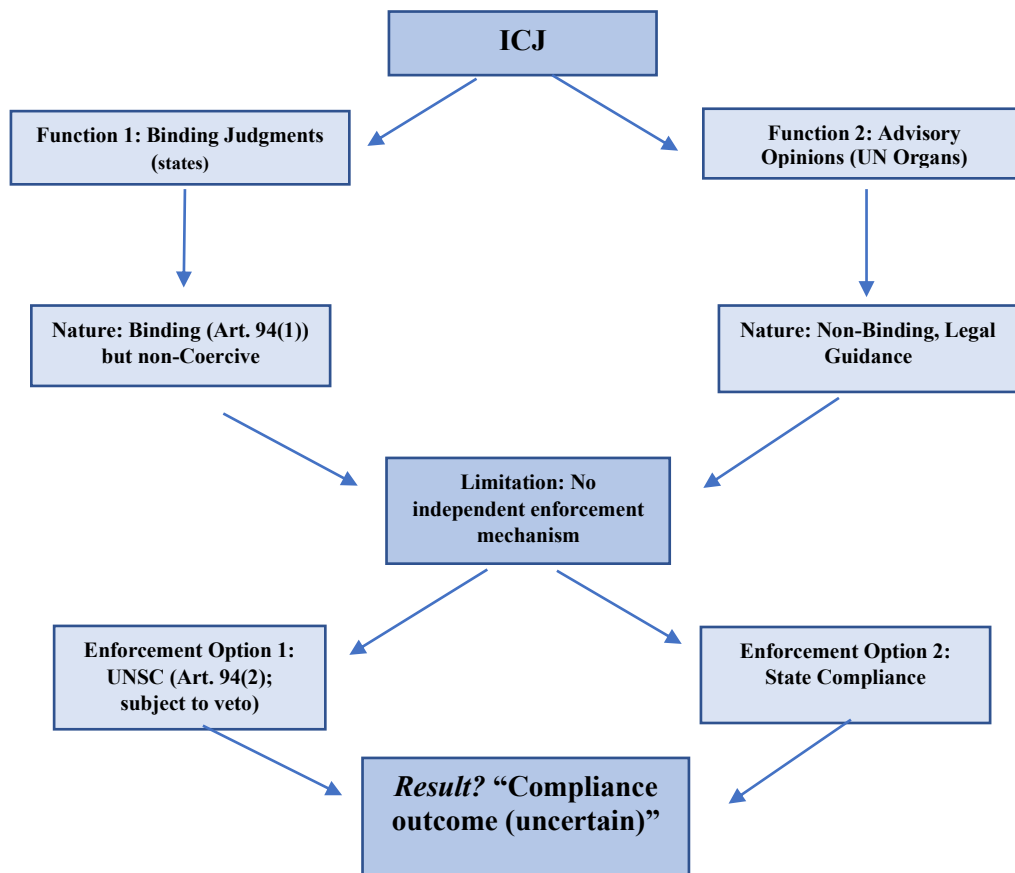 ICJ
Function 1: Binding Judgments
(states)
Function 2: Advisory
Opinions (UN Organs)
Nature: Binding (Art. 94(1))
but non-Coercive
Nature: Non-Binding, Legal
Guidance
Limitation: No
independent enforcement
mechanism
Enforcement Option 1:
UNSC (Art. 94(2);
subject to veto)
Enforcement Option 2:
State Compliance
Result? “Compliance
outcome (uncertain)”